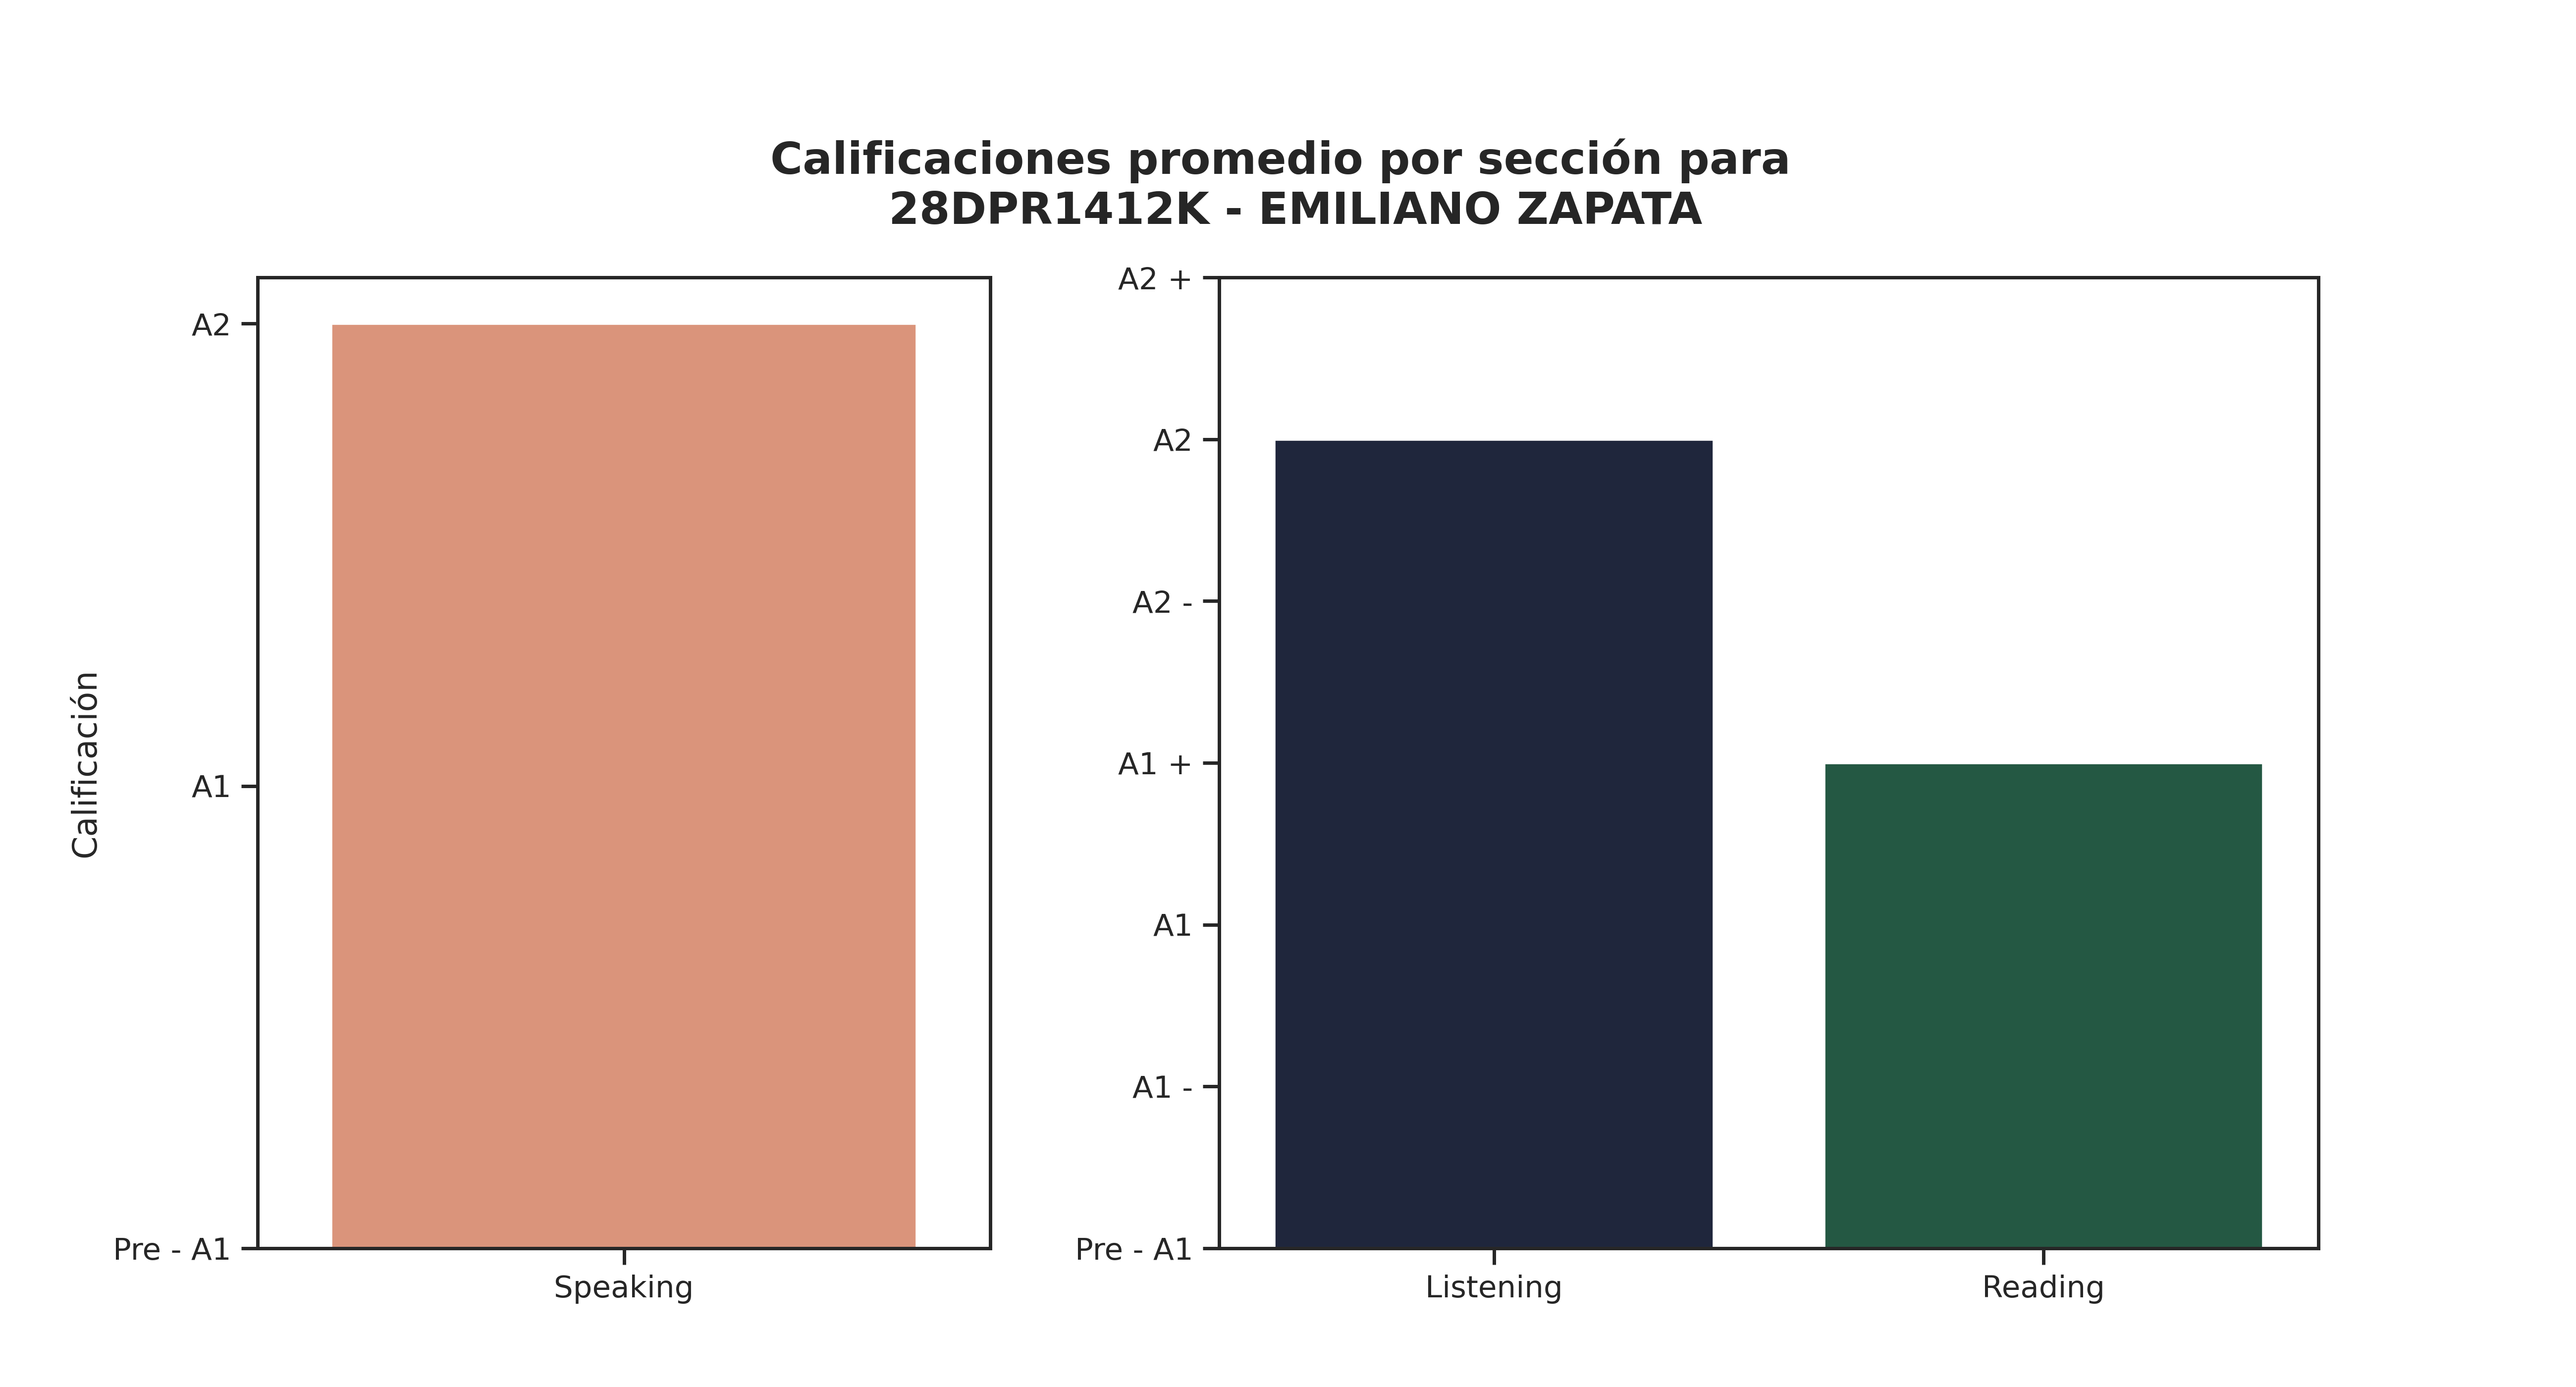 Calificaciones promedio por sección para
28DPR1412K - EMILIANO ZAPATA
Calificación
A2
A1
Pre - A1
Speaking
A2 +
A2
A2 -
A1 +
A1
A1 -
Pre - A1
Listening
Reading